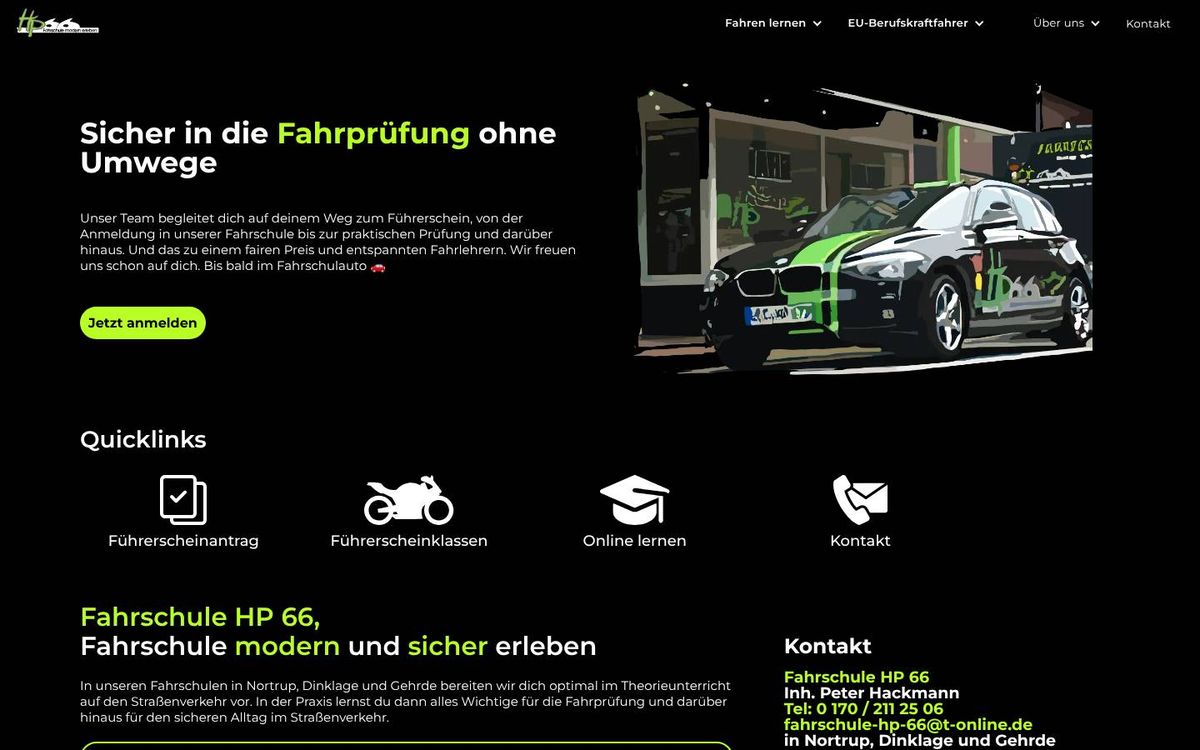 HP66
Fahrschule modern erleben
Fahren lernen
EU-Berufskraftfahrer
Über uns
Kontakt
Sicher in die Fahrprüfung ohne
Umwege
Unser Team begleitet dich auf deinem Weg zum Führerschein, von der
Anmeldung in unserer Fahrschule bis zur praktischen Prüfung und darüber
hinaus. Und das zu einem fairen Preis und entspannten Fahrlehrern. Wir freuen
uns schon auf dich. Bis bald im Fahrschulauto 🚗
Jetzt anmelden
HP66
Quicklinks
Führerscheinantrag
Führerscheinklassen
Online lernen
Kontakt
Fahrschule HP 66,
Fahrschule modern und sicher erleben
In unseren Fahrschulen in Nortrup, Dinklage und Gehrde bereiten wir dich optimal im Theorieunterricht
auf den Straßenverkehr vor. In der Praxis lernst du dann alles Wichtige für die Fahrprüfung und darüber
hinaus für den sicheren Alltag im Straßenverkehr.
Kontakt
Fahrschule HP 66
Inh. Peter Hackmann
Tel: 0 170 / 211 25 06
fahrschule-hp-66@t-online.de
in Nortrup, Dinklage und Gehrde